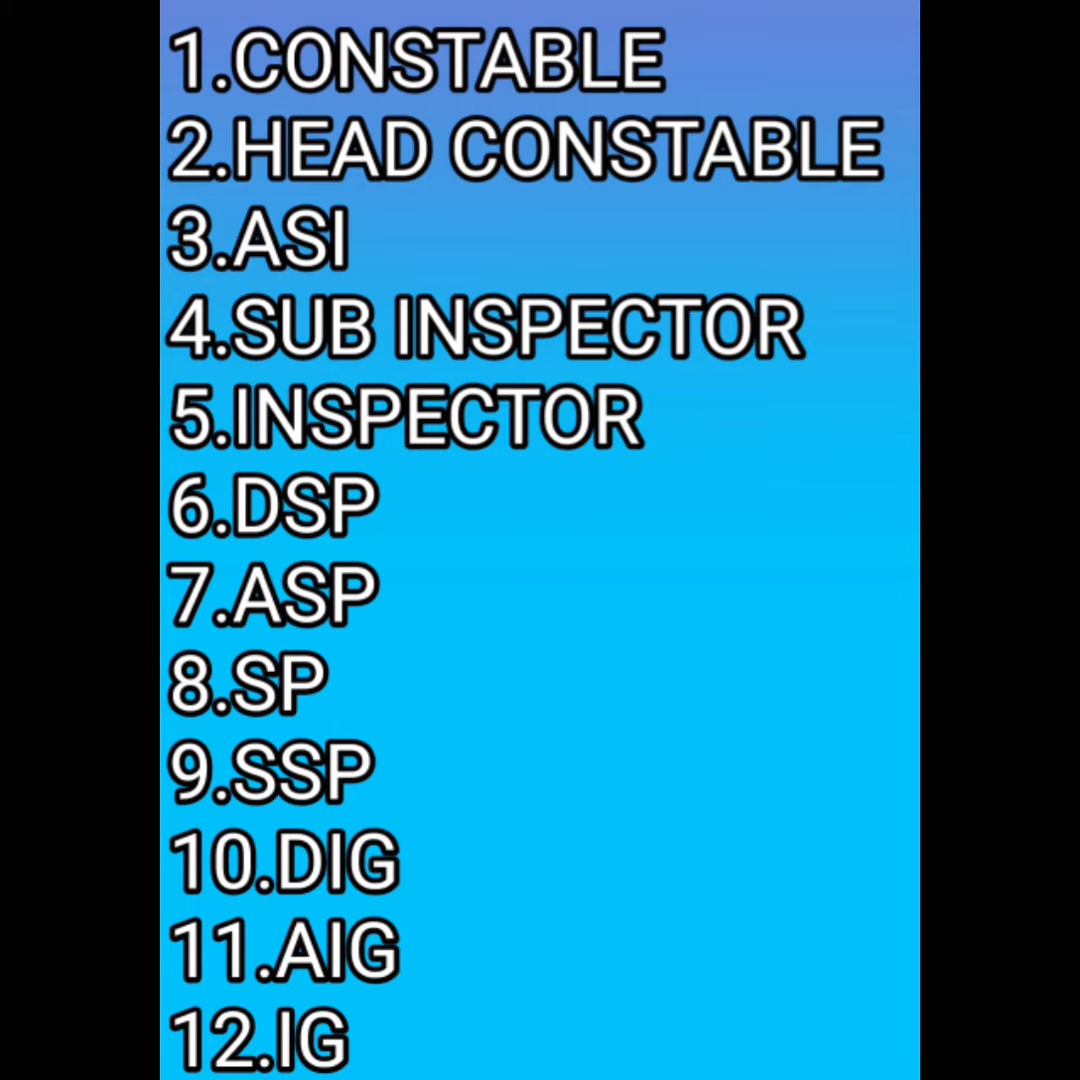 1.CONSTABLE
2.HEAD CONSTABLE
3.ASI
4.SUB INSPECTOR
5.INSPECTOR
6.DSP
7.ASP
8.SP
9.SSP
10.DIG
11.AIG
12.IG